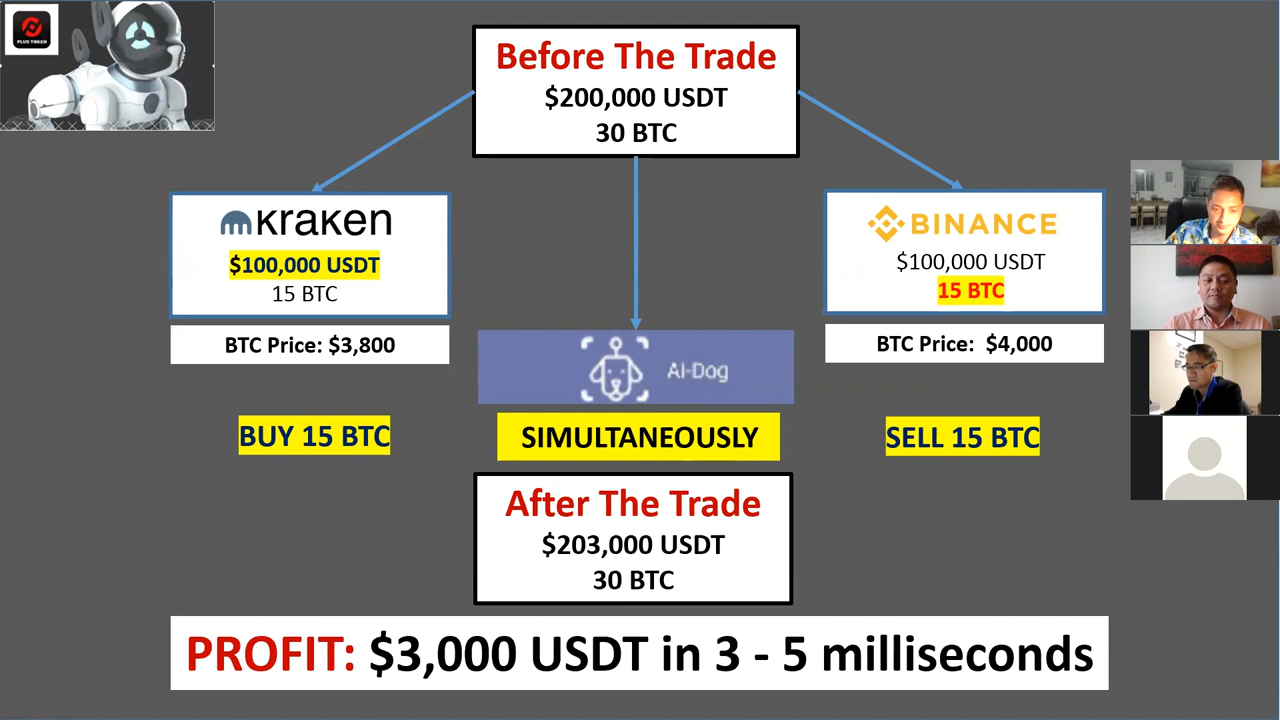 PLUS TOKEN
Before The Trade
$200,000 USDT
30 BTC
kraken
$100,000 USDT
15 BTC
BTC Price: $3,800
BUY 15 BTC
AI-Dog
SIMULTANEOUSLY
BINANCE
$100,000 USDT
15 BTC
BTC Price: $4,000
SELL 15 BTC
After The Trade
$203,000 USDT
30 BTC
PROFIT: $3,000 USDT in 3 - 5 milliseconds